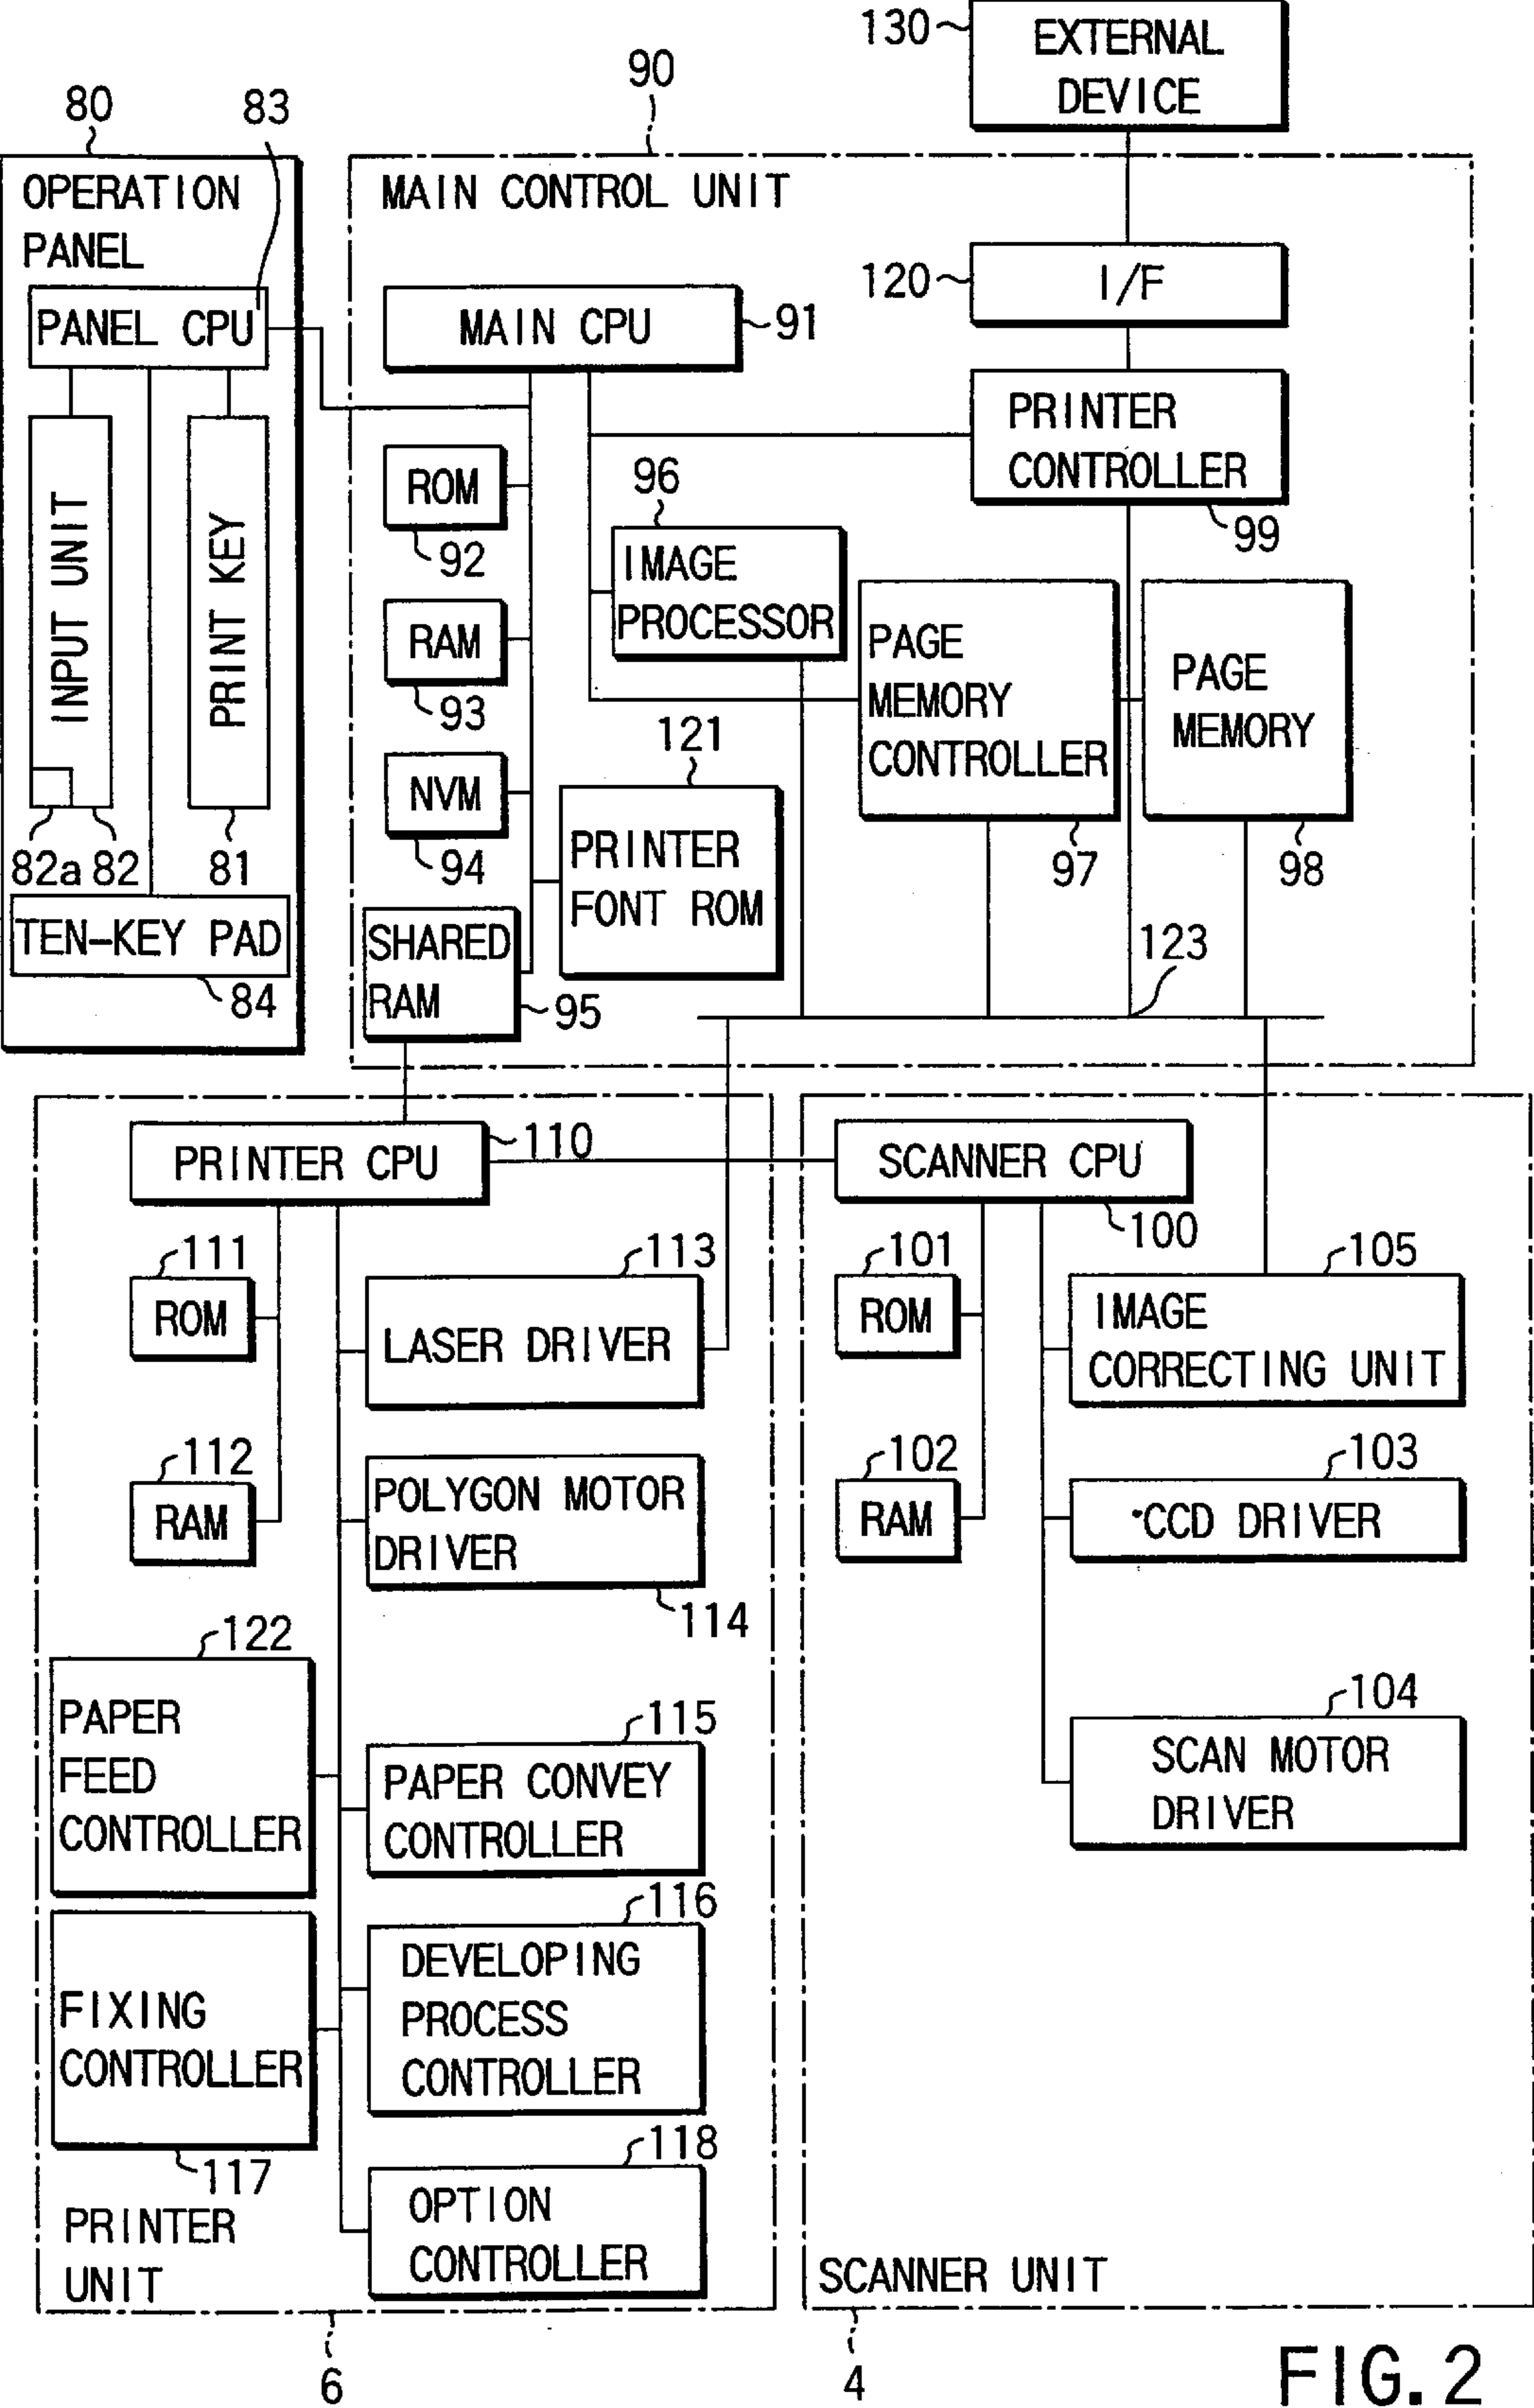 130
EXTERNAL
DEVICE
90
80
83
OPERATION
PANEL
MAIN CONTROL UNIT
120
I/F
PANEL CPU
MAIN CPU
91
PRINTER
CONTROLLER
99
ROM
92
96
IMAGE
PROCESSOR
INPUT UNIT
PRINT KEY
RAM
93
PAGE
MEMORY
CONTROLLER
97
PAGE
MEMORY
98
121
NVM
94
PRINTER
FONT ROM
82a
82
81
TEN-KEY PAD
84
SHARED
RAM
95
123
PRINTER CPU
110
SCANNER CPU
100
111
ROM
113
LASER DRIVER
101
ROM
105
IMAGE
CORRECTING UNIT
112
RAM
POLYGON MOTOR
DRIVER
114
102
RAM
103
CCD DRIVER
122
PAPER
FEED
CONTROLLER
115
PAPER CONVEY
CONTROLLER
104
SCAN MOTOR
DRIVER
116
DEVELOPING
PROCESS
CONTROLLER
FIXING
CONTROLLER
117
118
OPTION
CONTROLLER
PRINTER
UNIT
SCANNER UNIT
6
4
FIG. 2